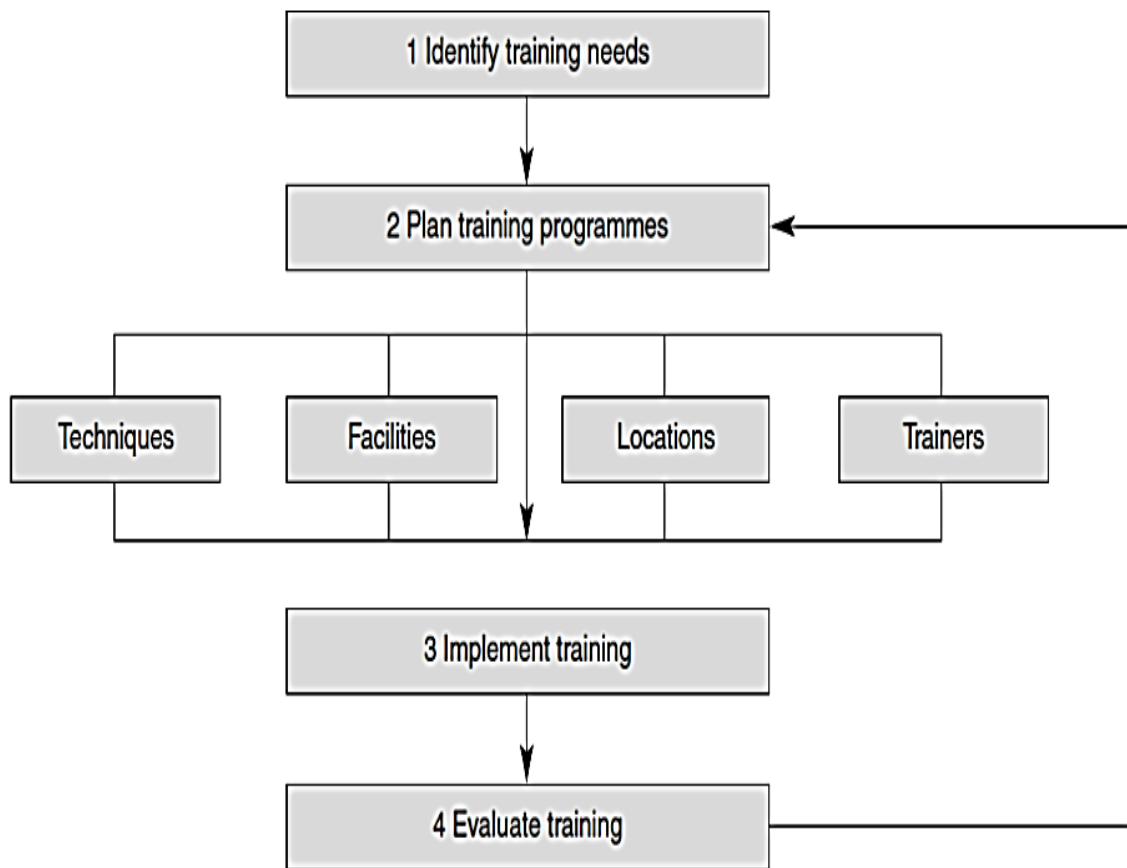 1 Identify training needs
2 Plan training programmes
Techniques
Facilities
Locations
Trainers
3 Implement training
4 Evaluate training